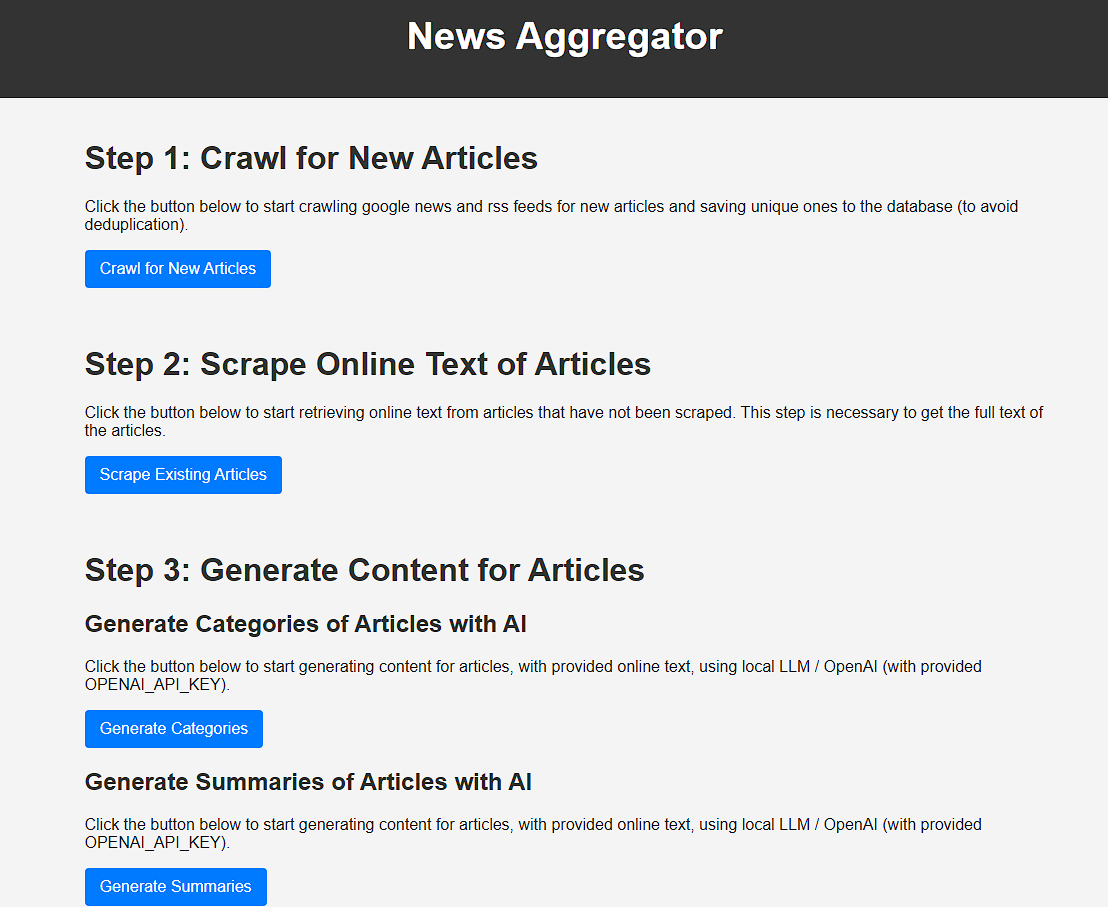 News Aggregator
Step 1: Crawl for New Articles
Click the button below to start crawling google news and rss feeds for new articles and saving unique ones to the database (to avoid
deduplication).
Crawl for New Articles
Step 2: Scrape Online Text of Articles
Click the button below to start retrieving online text from articles that have not been scraped. This step is necessary to get the full text of
the articles.
Scrape Existing Articles
Step 3: Generate Content for Articles
Generate Categories of Articles with AI
Click the button below to start generating content for articles, with provided online text, using local LLM / OpenAI (with provided
OPENAI_API_KEY).
Generate Categories
Generate Summaries of Articles with AI
Click the button below to start generating content for articles, with provided online text, using local LLM / OpenAI (with provided
OPENAI_API_KEY).
Generate Summaries